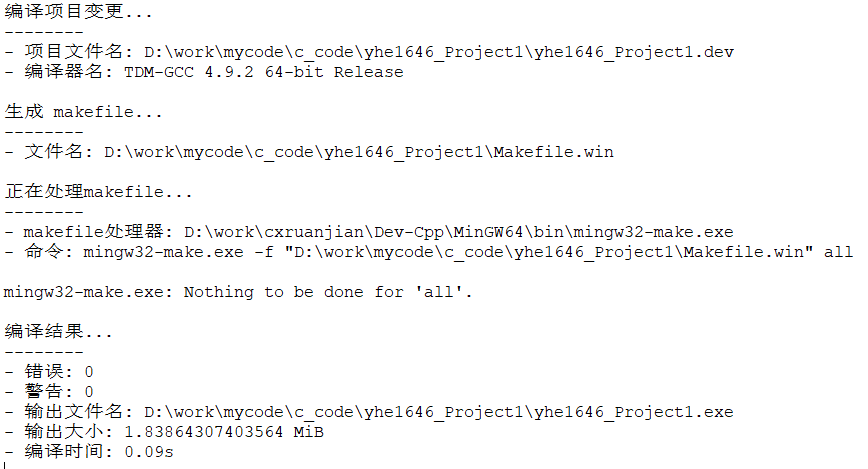 编译项目变更...
--------
- 项目文件名: D:\work\mycode\c_code\yhe1646_Project1\yhe1646_Project1.dev
- 编译器名: TDM-GCC 4.9.2 64-bit Release
生成 makefile...
--------
- 文件名: D:\work\mycode\c_code\yhe1646_Project1\Makefile.win
正在处理makefile...
--------
- makefile处理器: D:\work\cxruanjian\Dev-Cpp\MinGW64\bin\mingw32-make.exe
- 命令: mingw32-make.exe -f "D:\work\mycode\c_code\yhe1646_Project1\Makefile.win" all
mingw32-make.exe: Nothing to be done for 'all'.
编译结果...
--------
- 错误: 0
- 警告: 0
- 输出文件名: D:\work\mycode\c_code\yhe1646_Project1\yhe1646_Project1.exe
- 输出大小: 1.83864307403564 MiB
- 编译时间: 0.09s